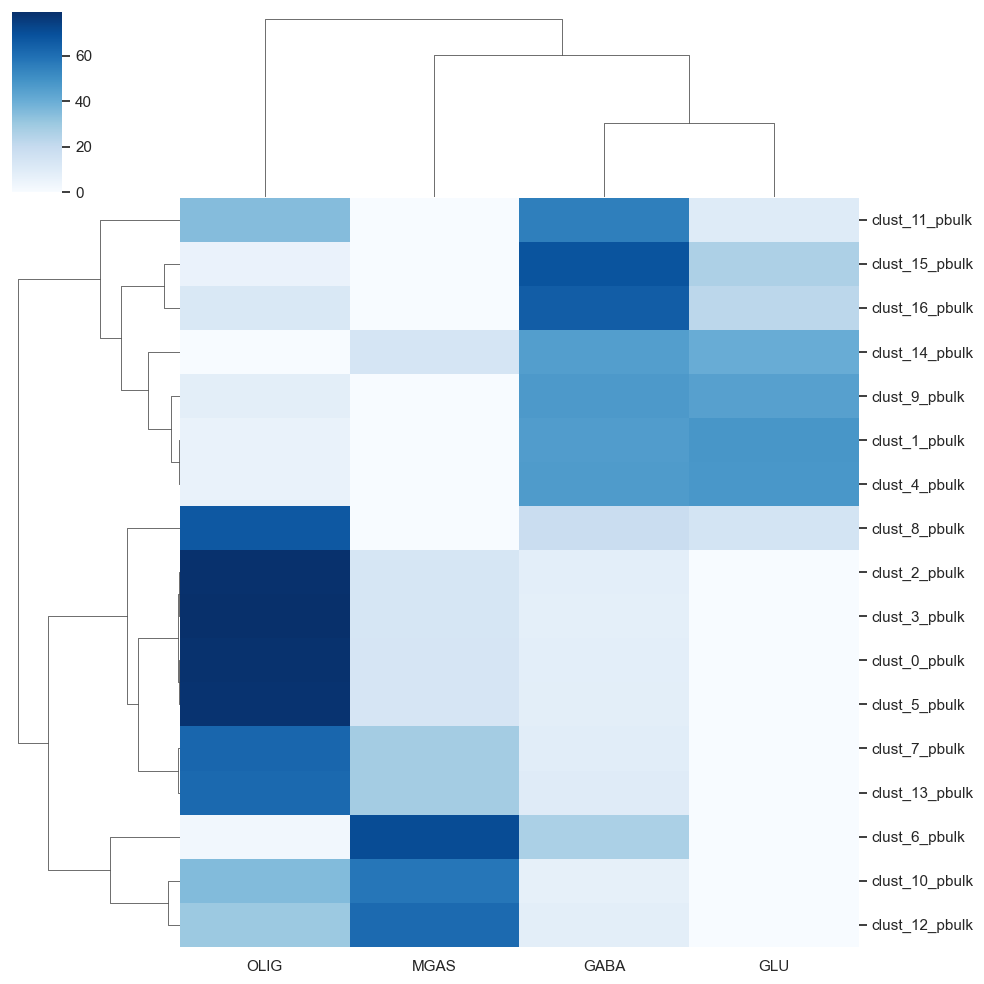 60
40
20
0
clust_11_pbulk
clust_15_pbulk
clust_16_pbulk
clust_14_pbulk
clust_9_pbulk
clust_1_pbulk
clust_4_pbulk
clust_8_pbulk
clust_2_pbulk
clust_3_pbulk
clust_0_pbulk
clust_5_pbulk
clust_7_pbulk
clust_13_pbulk
clust_6_pbulk
clust_10_pbulk
clust_12_pbulk
OLIG MGAS GABA GLU